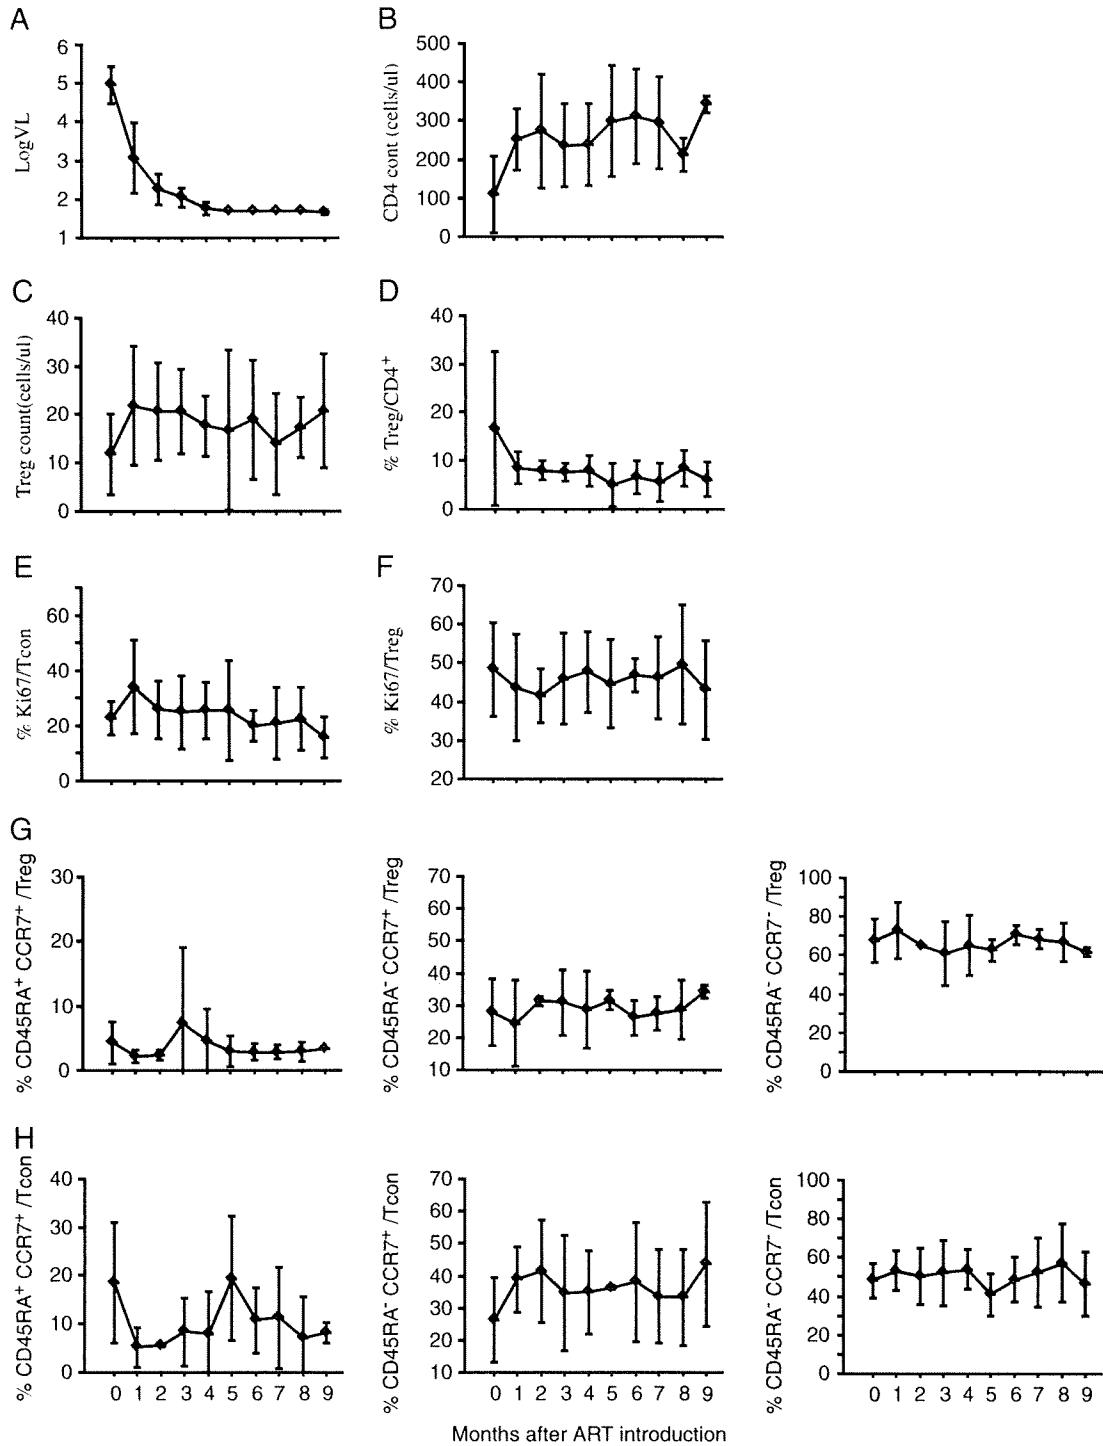 A
LogVL
6
5
4
3
2
1
B
CD4 cont (cells/ul)
500
400
300
200
100
0
C
Treg count(cells/ul)
40
30
20
10
0
D
% Treg/CD4⁺
40
30
20
10
0
E
% Ki67/Tcon
60
40
20
0
F
% Ki67/Treg
70
60
50
40
30
20
G
% CD45RA⁺ CCR7⁺ /Treg
30
20
10
0
% CD45RA⁻ CCR7⁺ /Treg
70
60
50
40
30
20
10
% CD45RA⁻ CCR7⁻ /Treg
100
80
60
40
20
0
H
% CD45RA⁺ CCR7⁺ /Tcon
40
30
20
10
0
0 1 2 3 4 5 6 7 8 9
% CD45RA⁻ CCR7⁺ /Tcon
70
60
50
40
30
20
10
0 1 2 3 4 5 6 7 8 9
% CD45RA⁻ CCR7⁻ /Tcon
100
80
60
40
20
0
0 1 2 3 4 5 6 7 8 9
Months after ART introduction